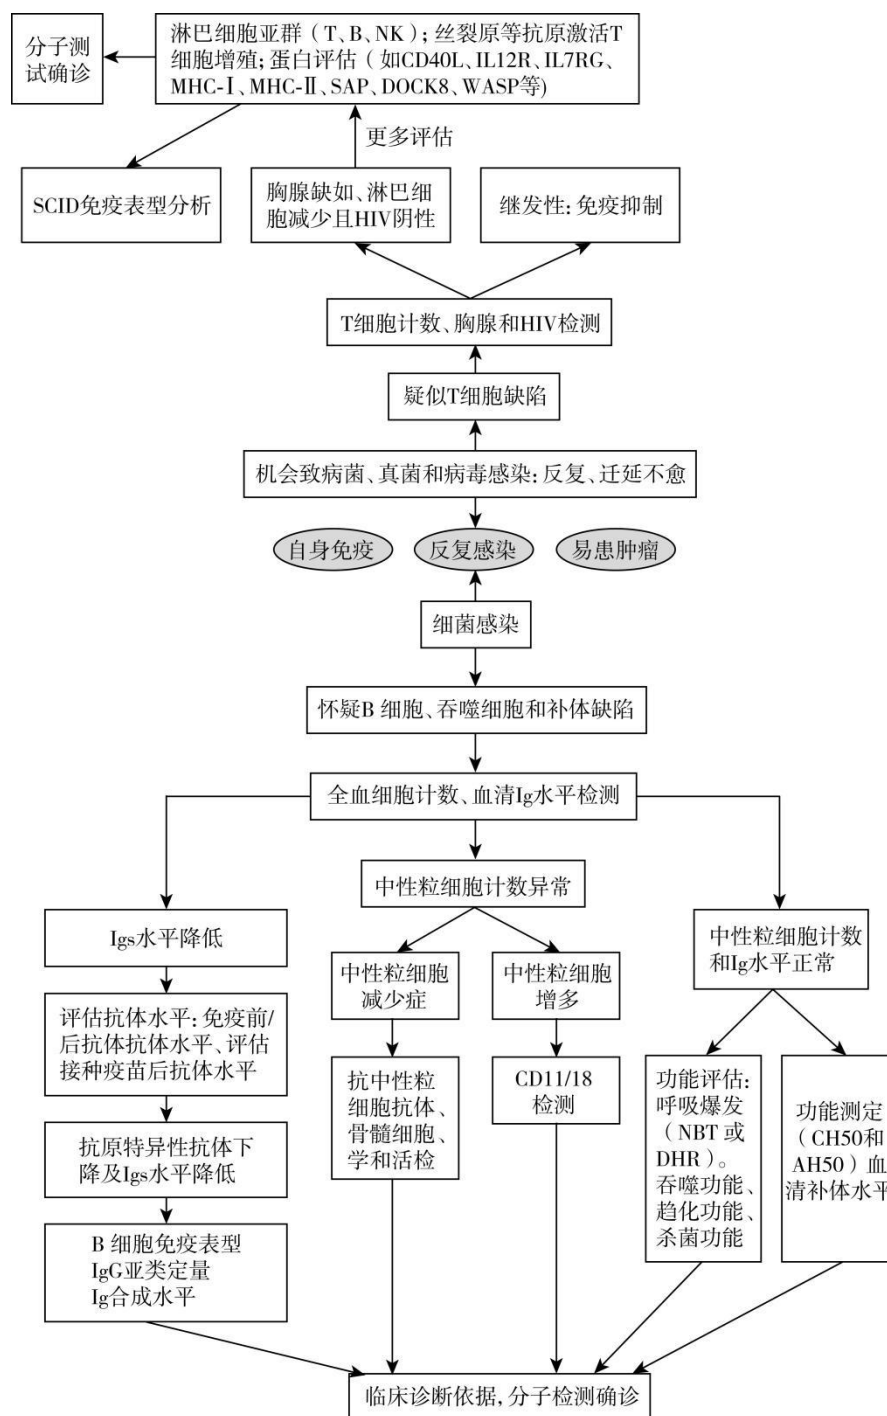 分子测
试确诊
淋巴细胞亚群（T、B、NK）；丝裂原等抗原激活T
细胞增殖；蛋白评估（如CD40L、IL12R、IL7RG、
MHC-Ⅰ、MHC-Ⅱ、SAP、DOCK8、WASP等)
更多评估
SCID免疫表型分析
胸腺缺如、淋巴细
胞减少且HIV阴性
继发性：免疫抑制
T细胞计数、胸腺和HIV检测
疑似T细胞缺陷
机会致病菌、真菌和病毒感染：反复、迁延不愈
自身免疫
反复感染
易患肿瘤
细菌感染
怀疑B 细胞、吞噬细胞和补体缺陷
全血细胞计数、血清Ig水平检测
中性粒细胞计数异常
Igs水平降低
中性粒细胞
减少症
中性粒细胞
增多
中性粒细胞计数
和Ig水平正常
评估抗体水平：免疫前/
后抗体抗体水平、评估
接种疫苗后抗体水平
抗中性粒
细胞抗体、
骨髓细胞、
学和活检
CD11/18
检测
功能评估：
呼吸爆发
（NBT 或
DHR）。
吞噬功能、
趋化功能、
杀菌功能
功能测定
（CH50和
AH50）血
清补体水平
抗原特异性抗体下
降及Igs水平降低
B 细胞免疫表型
IgG亚类定量
Ig合成水平
临床诊断依据，分子检测确诊